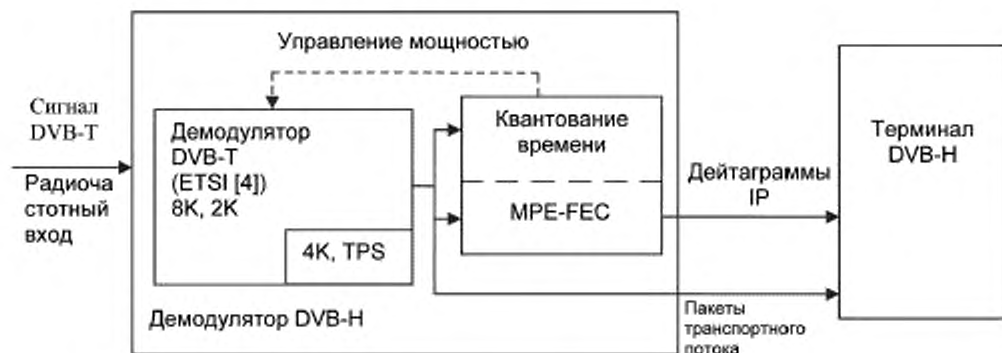 Управление мощностью
Сигнал
DVB-T
Радиоча
стотный
вход
Демодулятор
DVB-T
(ETSI [4])
8K, 2K
4K, TPS
Квантование
времени
MPE-FEC
Демодулятор DVB-H
Дейтаграммы
IP
Пакеты
транспортного
потока
Терминал
DVB-H